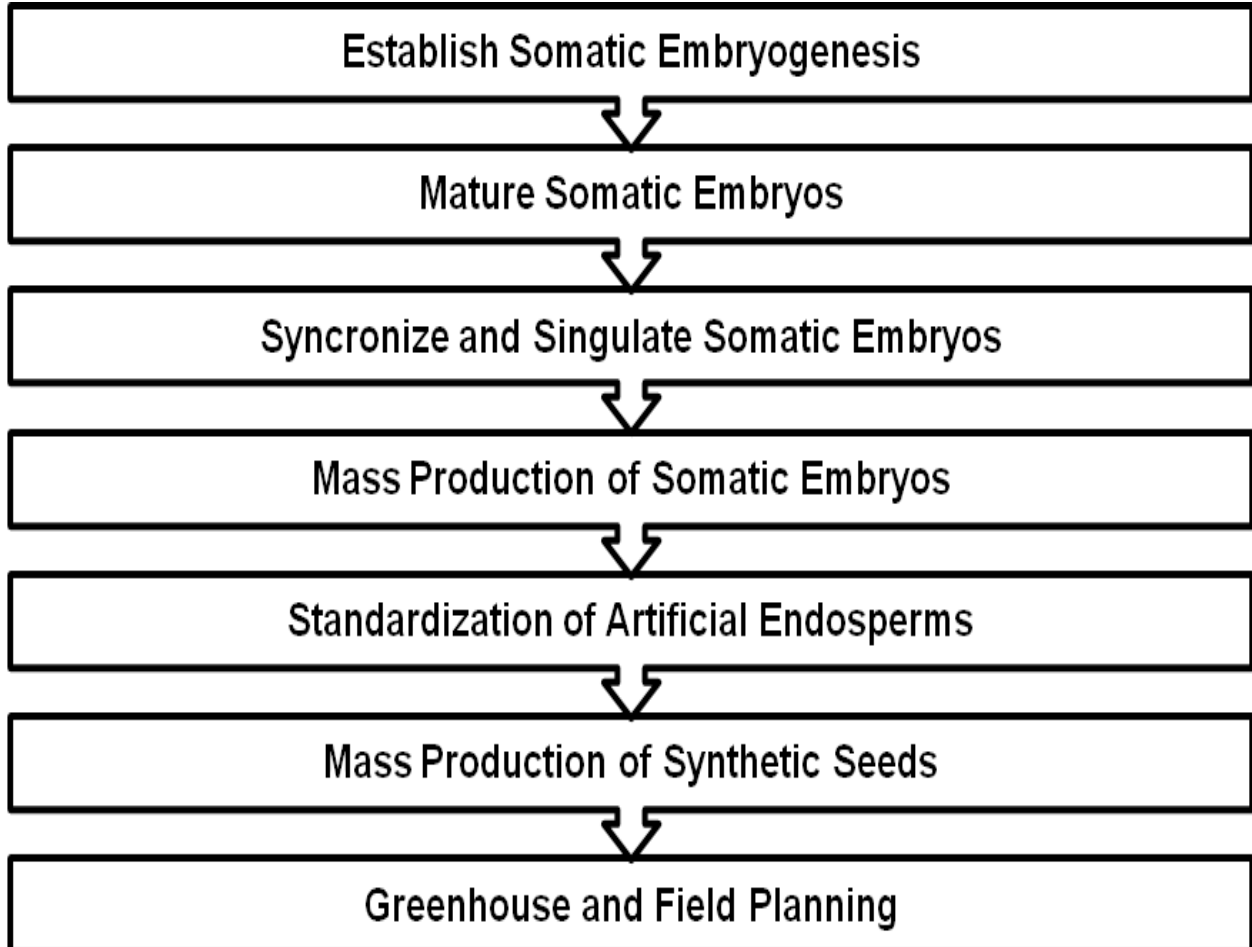 Establish Somatic Embryogenesis
Mature Somatic Embryos
Syncronize and Singulate Somatic Embryos
Mass Production of Somatic Embryos
Standardization of Artificial Endosperms
Mass Production of Synthetic Seeds
Greenhouse and Field Planning